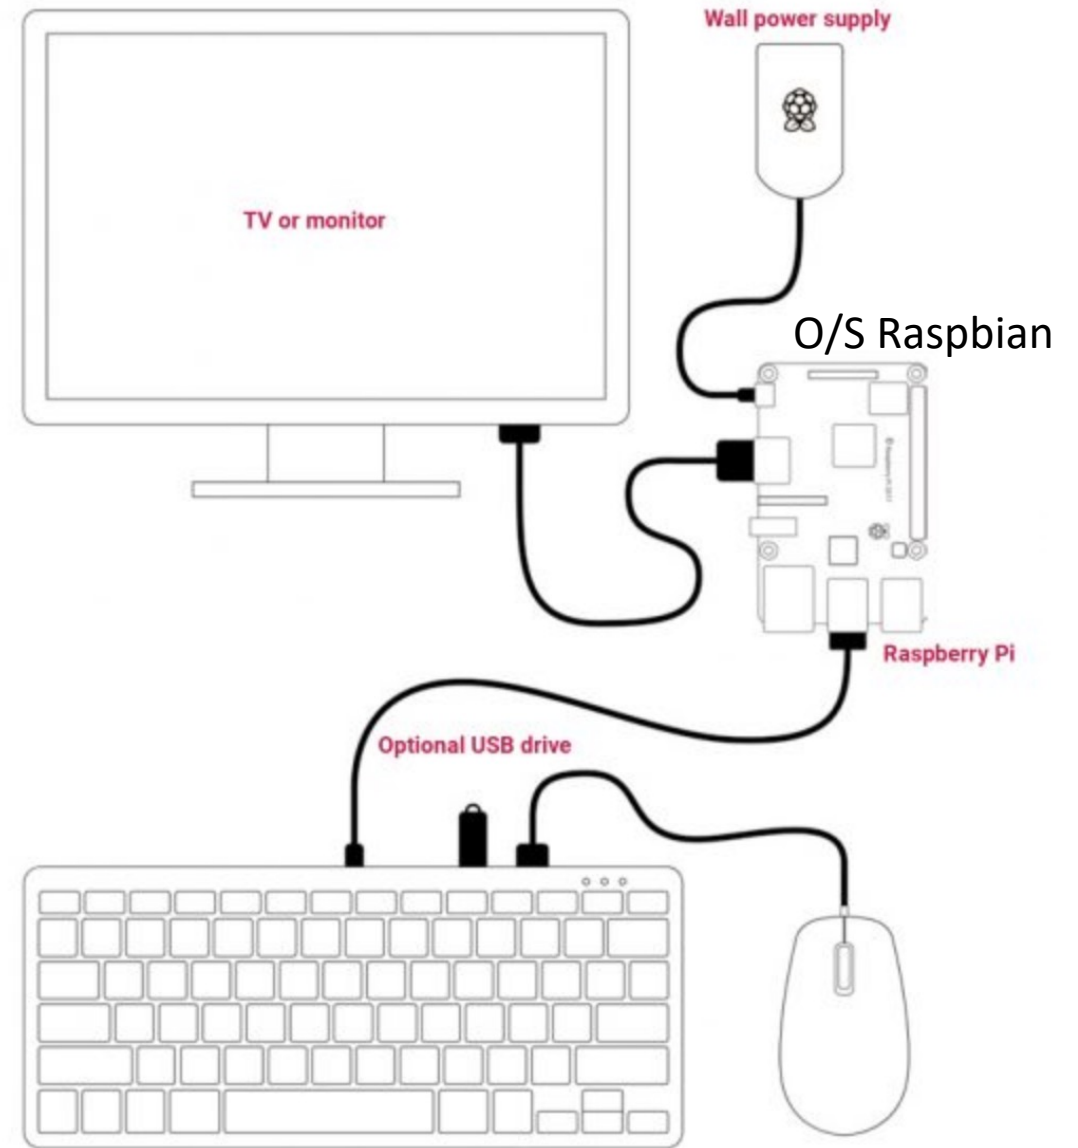 Wall power supply
TV or monitor
O/S Raspbian
Raspberry Pi
Optional USB drive